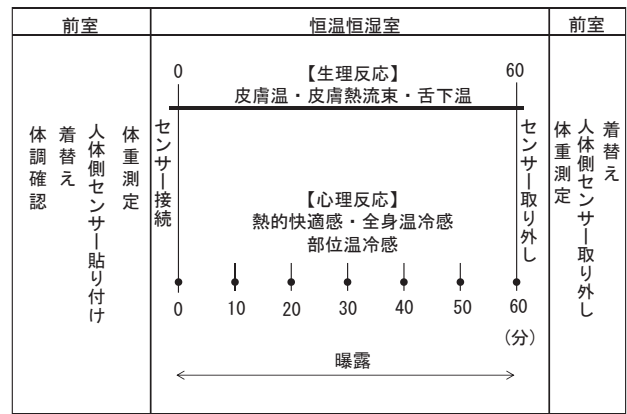 前室
恒温恒湿室
前室
体調確認
着替え
人体側センサー貼り付け
体重測定
センサー接続
0
【生理反応】
60
皮膚温・皮膚熱流束・舌下温
【心理反応】
熱的快適感・全身温冷感
部位温冷感
0 10 20 30 40 50 60
(分)
曝露
センサー取り外し
体重測定
人体側センサー取り外し
着替え